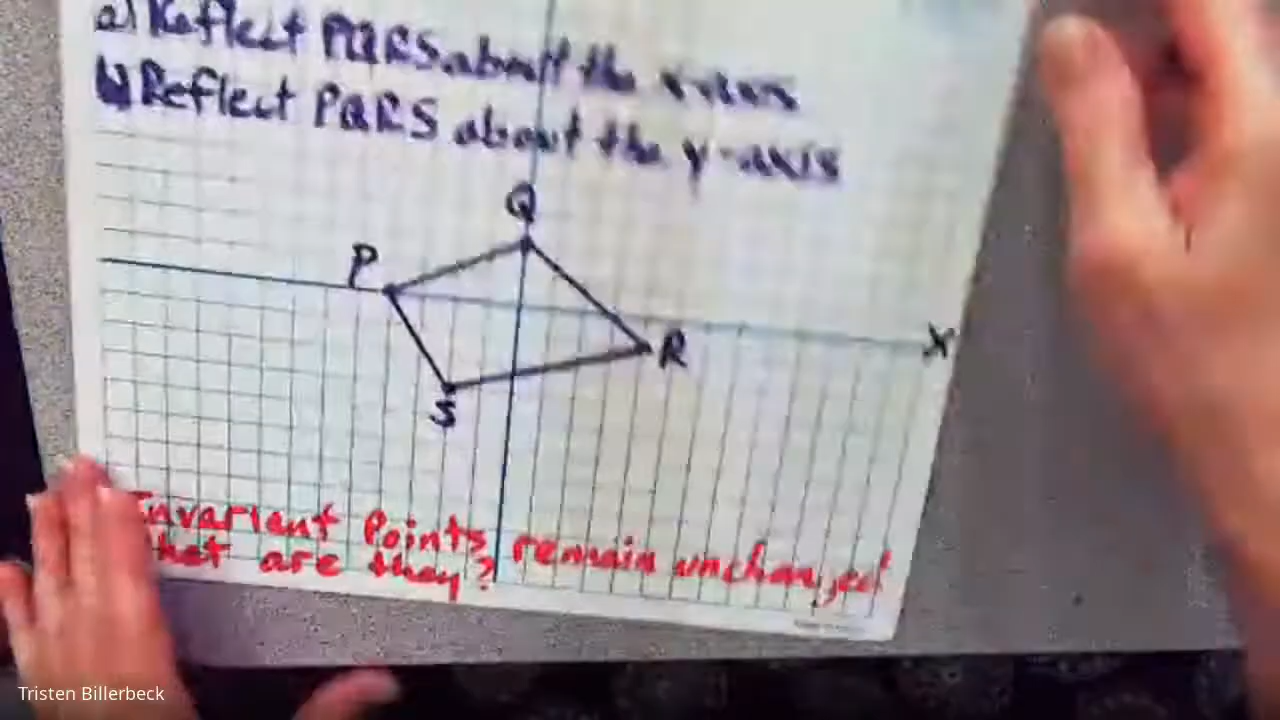 a) Reflect PQRS about the x-axis
b) Reflect PQRS about the y-axis
Q
P
X
R
S
Invariant Points remain unchanged
What are they?
Tristen Billerbeck